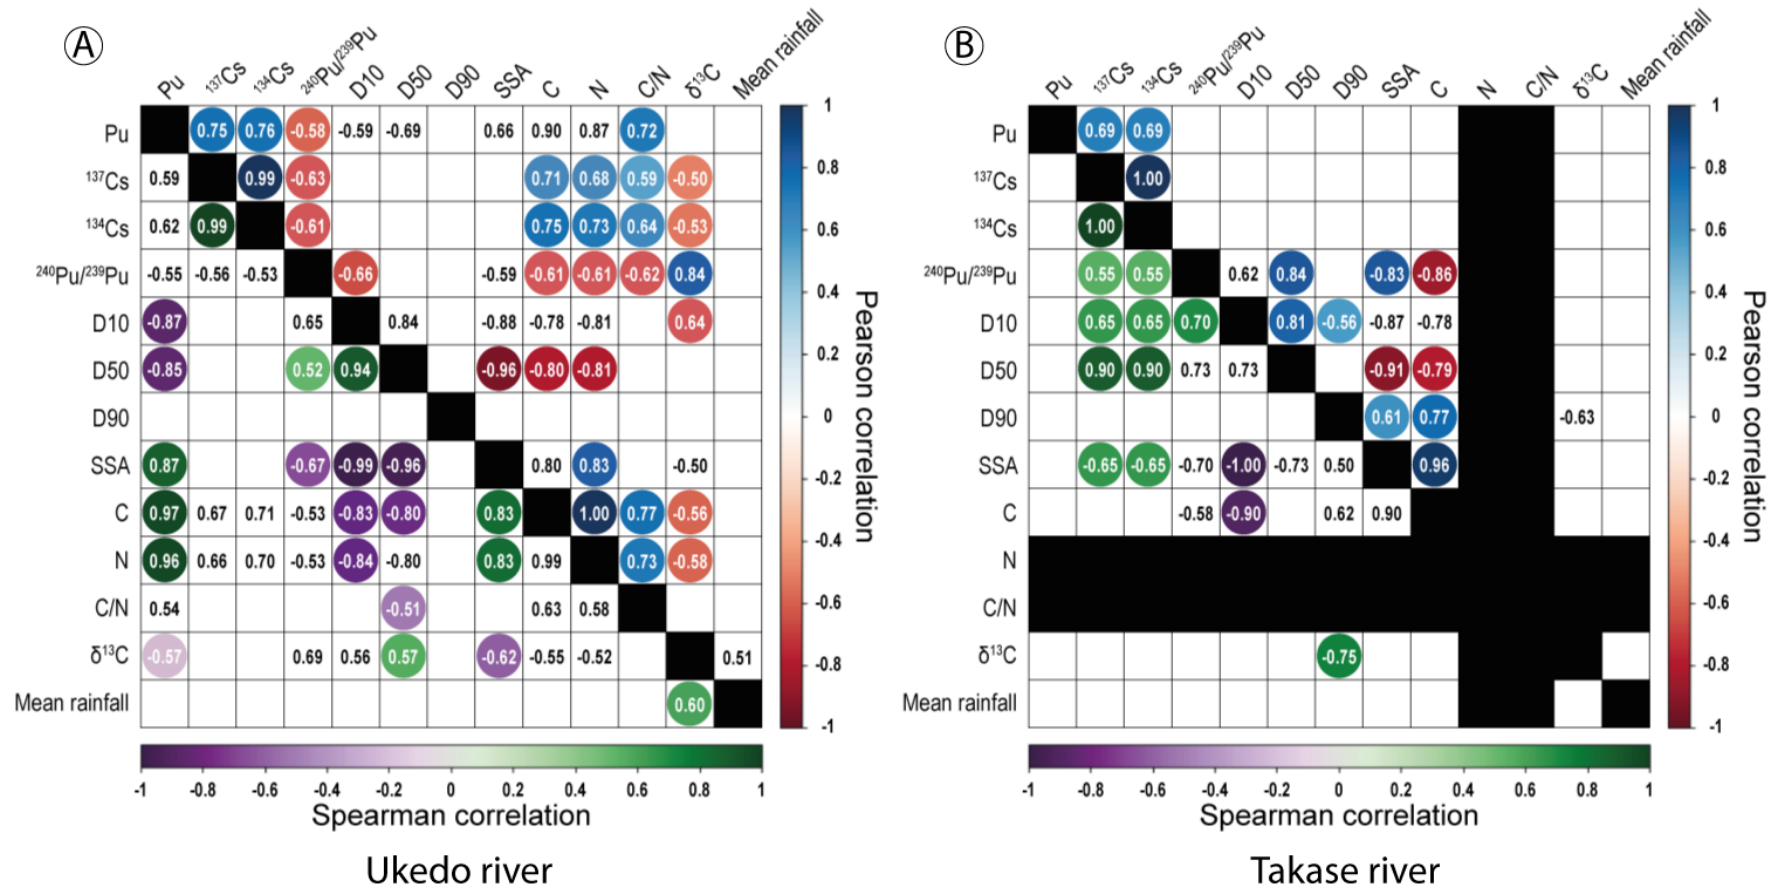 A
Pu ¹³⁷Cs ¹³⁴Cs ²⁴⁰Pu/²³⁹Pu D10 D50 D90 SSA C N C/N δ¹³C Mean rainfall
Pu 0.75 0.76 -0.58 -0.59 -0.69 0.66 0.90 0.87 0.72
¹³⁷Cs 0.59 0.99 -0.63 0.71 0.68 0.59 -0.50
¹³⁴Cs 0.62 0.99 -0.61 0.75 0.73 0.64 -0.53
²⁴⁰Pu/²³⁹Pu -0.55 -0.56 -0.53 -0.66 -0.59 -0.61 -0.61 -0.62 0.84
D10 -0.87 0.65 0.84 -0.88 -0.78 -0.81 0.64
D50 -0.85 0.52 0.94 -0.96 -0.80 -0.81
D90
SSA 0.87 -0.67 -0.99 -0.96 0.80 0.83 -0.50
C 0.97 0.67 0.71 -0.53 -0.83 -0.80 0.83 1.00 0.77 -0.56
N 0.96 0.66 0.70 -0.53 -0.84 -0.80 0.83 0.99 0.73 -0.58
C/N 0.54 -0.51 0.63 0.58
δ¹³C -0.57 0.69 0.56 0.57 -0.62 -0.55 -0.52 0.51
Mean rainfall 0.60
1
0.8
0.6
0.4
0.2
0
-0.2
-0.4
-0.6
-0.8
-1
Pearson correlation
-1 -0.8 -0.6 -0.4 -0.2 0 0.2 0.4 0.6 0.8 1
Spearman correlation
Ukedo river
B
Pu ¹³⁷Cs ¹³⁴Cs ²⁴⁰Pu/²³⁹Pu D10 D50 D90 SSA C N C/N δ¹³C Mean rainfall
Pu 0.69 0.69
¹³⁷Cs 1.00
¹³⁴Cs 1.00
²⁴⁰Pu/²³⁹Pu 0.55 0.55 0.62 0.84 -0.83 -0.86
D10 0.65 0.65 0.70 0.81 -0.56 -0.87 -0.78
D50 0.90 0.90 0.73 0.73 -0.91 -0.79
D90 0.61 0.77 -0.63
SSA -0.65 -0.65 -0.70 -1.00 -0.73 0.50 0.96
C -0.58 -0.90 0.62 0.90
N
C/N
δ¹³C -0.75
Mean rainfall
1
0.8
0.6
0.4
0.2
0
-0.2
-0.4
-0.6
-0.8
-1
Pearson correlation
-1 -0.8 -0.6 -0.4 -0.2 0 0.2 0.4 0.6 0.8 1
Spearman correlation
Takase river